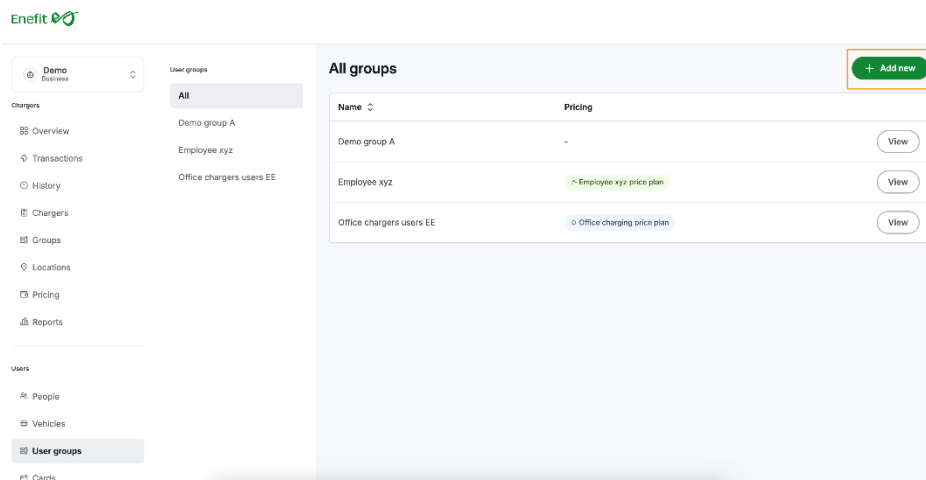 Enefit
Demo
Business
Chargers
Overview
Transactions
History
Chargers
Groups
Locations
Pricing
Reports
Users
People
Vehicles
User groups
Cards
User groups
All
Demo group A
Employee xyz
Office chargers users EE
All groups
+ Add new
Name Pricing
Demo group A - View
Employee xyz Employee xyz price plan View
Office chargers users EE Office charging price plan View